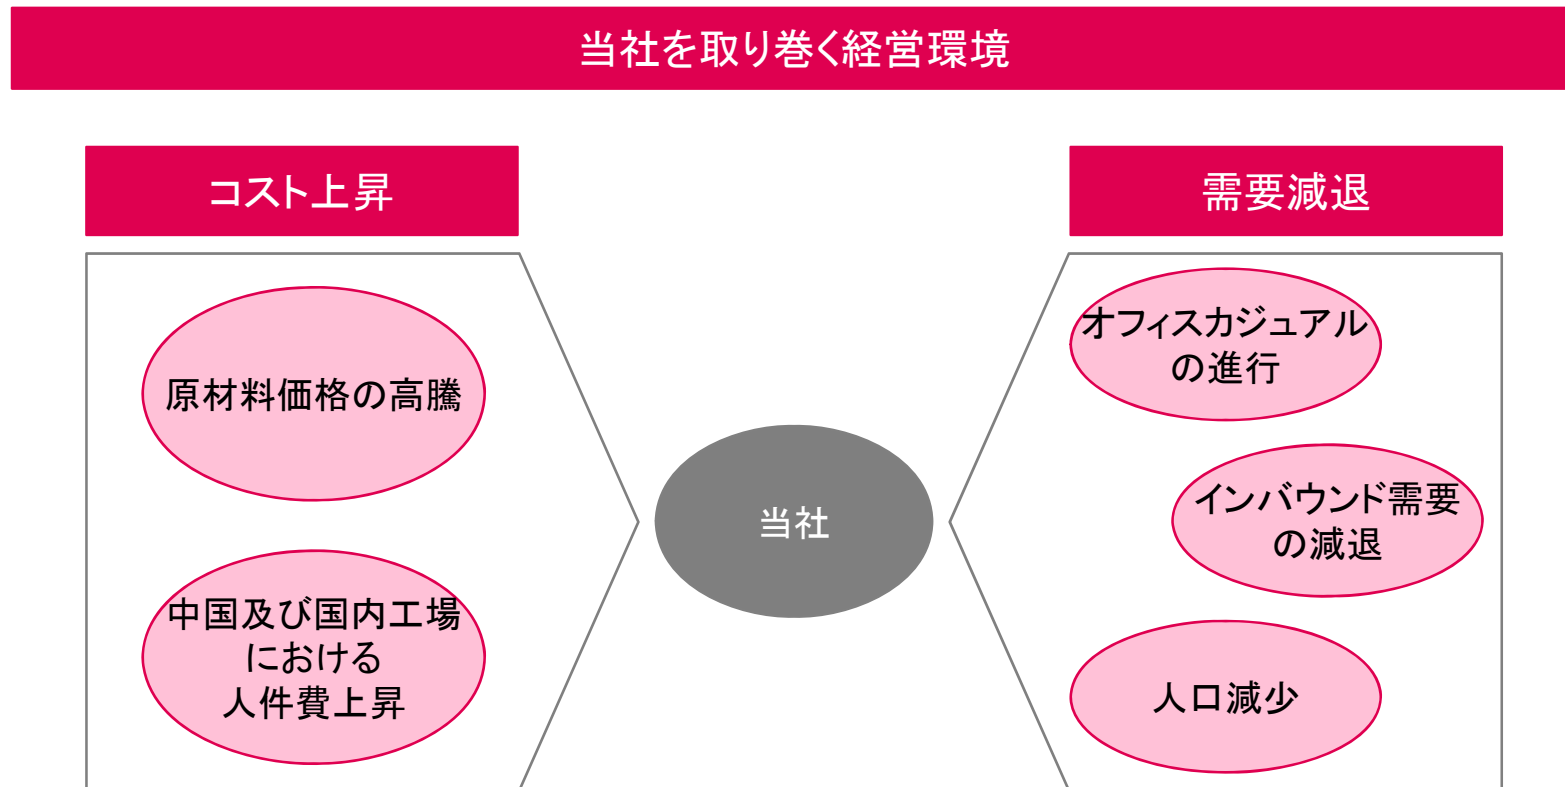 当社を取り巻く経営環境
コスト上昇
原材料価格の高騰
中国及び国内工場
における
人件費上昇
当社
需要減退
オフィスカジュアル
の進行
インバウンド需要
の減退
人口減少